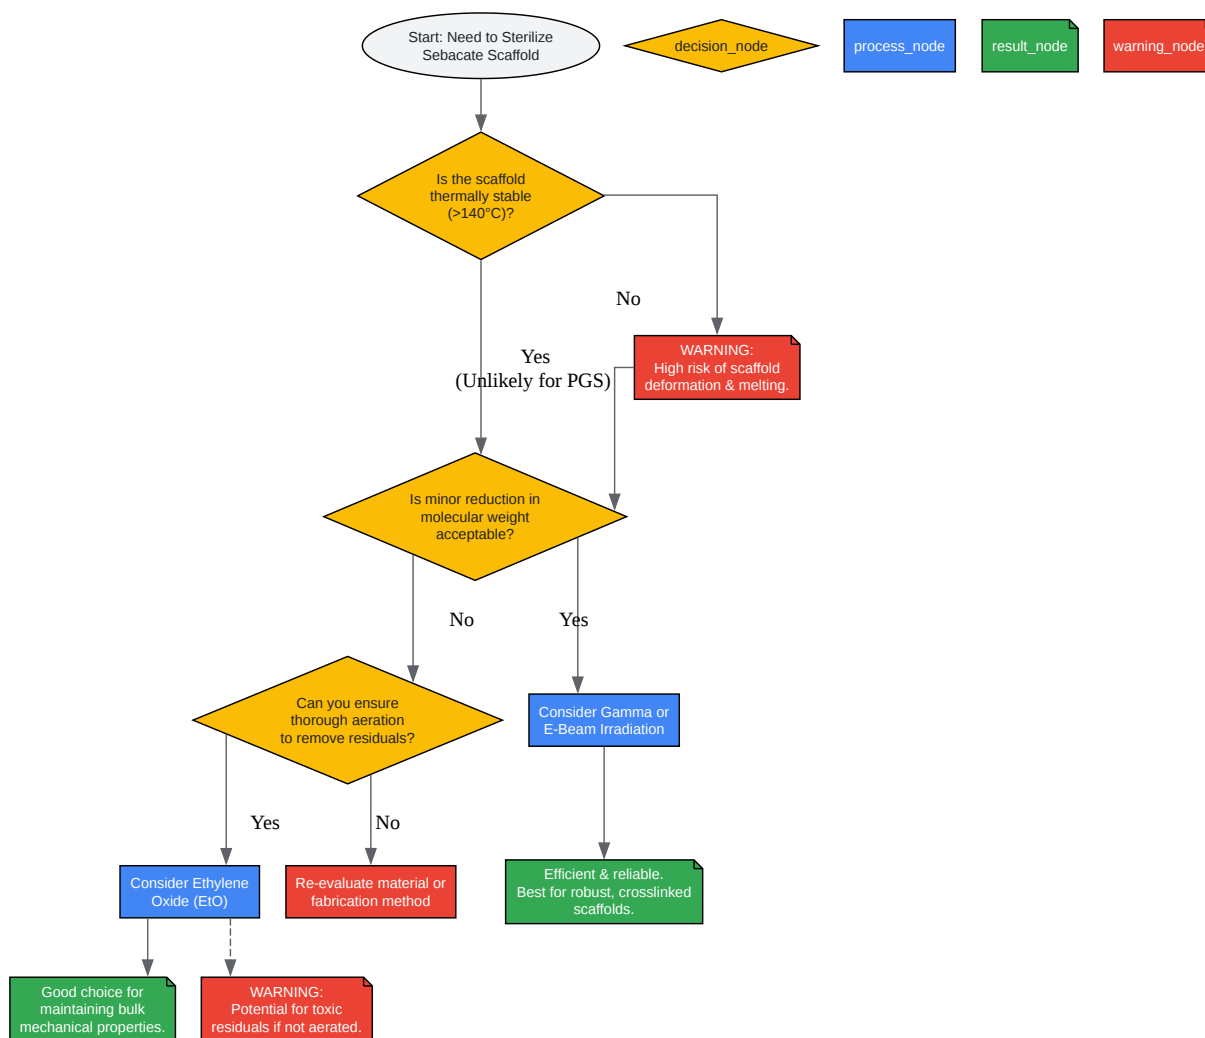 Start: Need to Sterilize
Sebacate Scaffold
decision_node
process_node
result_node
warning_node
Is the scaffold
thermally stable
(>140°C)?
No
Yes
(Unlikely for PGS)
WARNING:
High risk of scaffold
deformation & melting.
Is minor reduction in
molecular weight
acceptable?
No
Yes
Can you ensure
thorough aeration
to remove residuals?
Consider Gamma or
E-Beam Irradiation
Yes
No
Consider Ethylene
Oxide (EtO)
Re-evaluate material or
fabrication method
Efficient & reliable.
Best for robust, crosslinked
scaffolds.
Good choice for
maintaining bulk
mechanical properties.
WARNING:
Potential for toxic
residuals if not aerated.